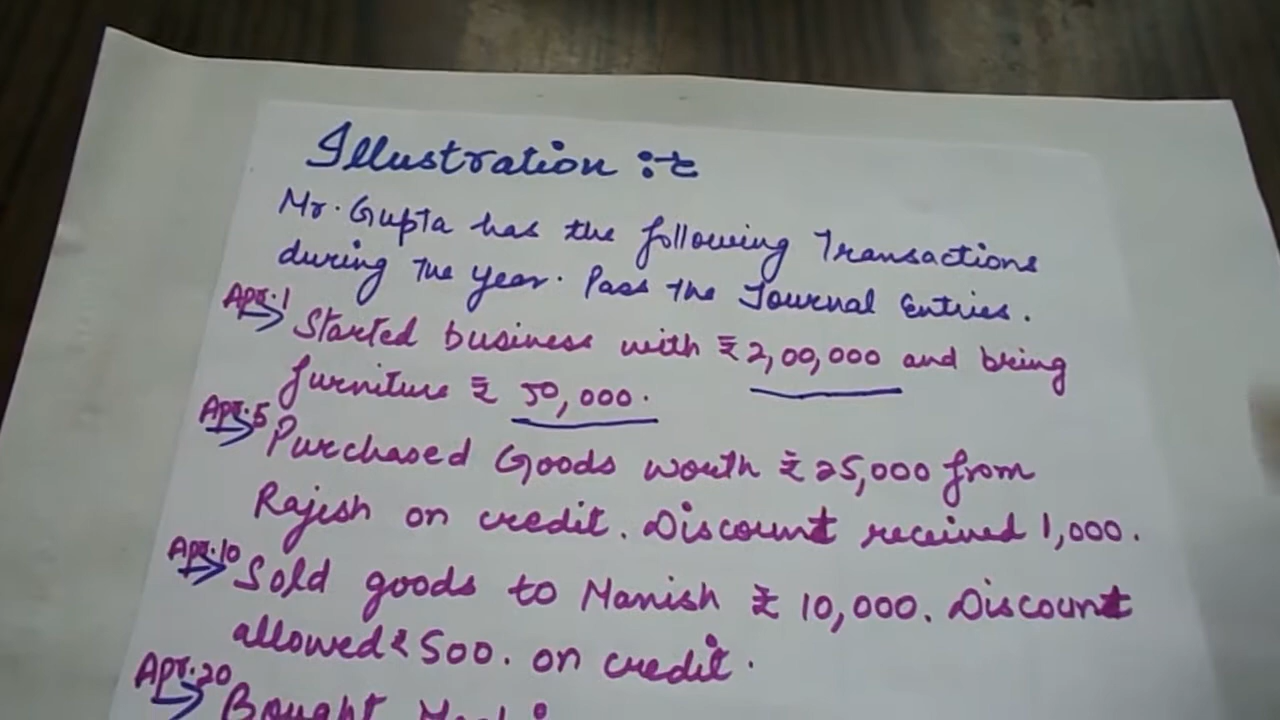 Illustration :-
Mr. Gupta has the following Transactions
during The year. Pass the Journal Entries.
Apr.1
Started business with ₹2,00,000 and being
furniture ₹ 50,000.
Apr.5
Purchased Goods worth ₹25,000 from
Rajesh on credit. Discount received 1,000.
Apr.10
Sold goods to Manish ₹ 10,000. Discount
allowed ₹500. on credit.
Apr.20
Bought